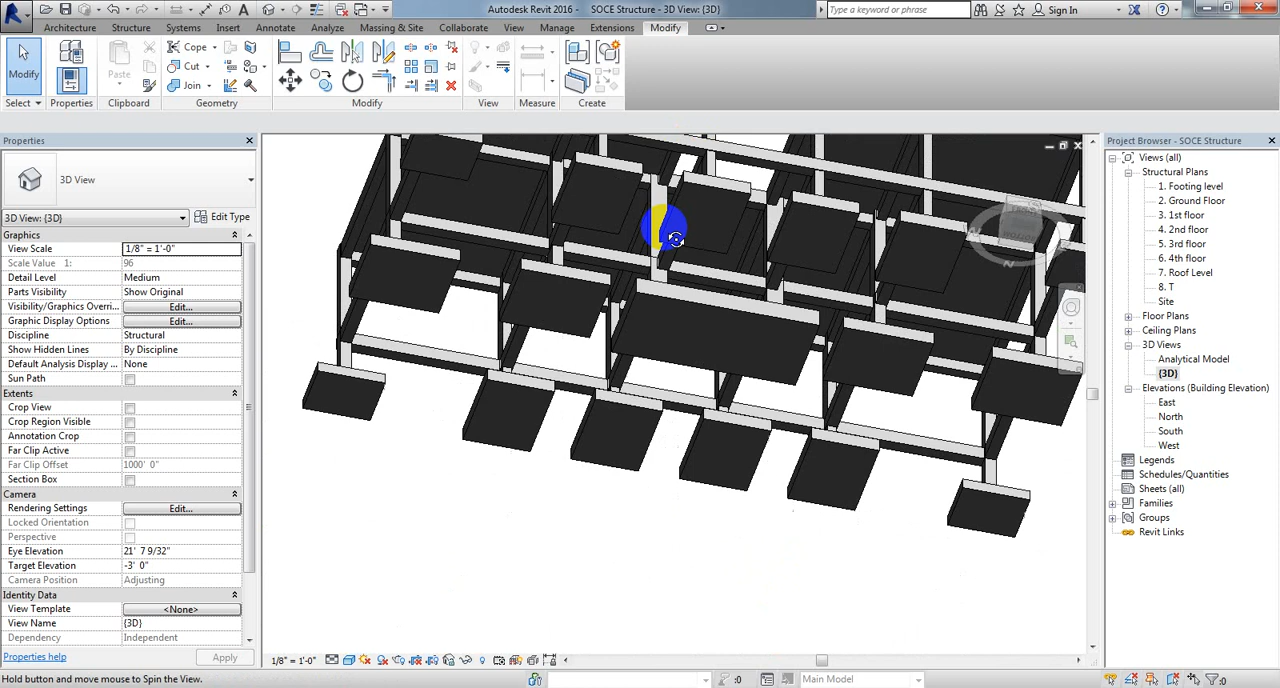 Autodesk Revit 2016 - SOCE Structure - 3D View: {3D}
Type a keyword or phrase
Sign In
Architecture Structure Systems Insert Annotate Analyze Massing & Site Collaborate View Manage Extensions Modify
Modify
Paste
Cope
Cut
Join
Select Properties Clipboard Geometry Modify View Measure Create
Properties
3D View
3D View: {3D}
Edit Type
Graphics
View Scale 1/8" = 1'-0"
Scale Value 1: 96
Detail Level Medium
Parts Visibility Show Original
Visibility/Graphics Overri... Edit...
Graphic Display Options Edit...
Discipline Structural
Show Hidden Lines By Discipline
Default Analysis Display ... None
Sun Path
Extents
Crop View
Crop Region Visible
Annotation Crop
Far Clip Active
Far Clip Offset 1000' 0"
Section Box
Camera
Rendering Settings Edit...
Locked Orientation
Perspective
Eye Elevation 21' 7 9/32"
Target Elevation -3' 0"
Camera Position Adjusting
Identity Data
View Template <None>
View Name {3D}
Dependency Independent
Properties help
Apply
Project Browser - SOCE Structure
Views (all)
Structural Plans
1. Footing level
2. Ground Floor
3. 1st floor
4. 2nd floor
5. 3rd floor
6. 4th floor
7. Roof Level
8. T
Site
Floor Plans
Ceiling Plans
3D Views
Analytical Model
{3D}
Elevations (Building Elevation)
East
North
South
West
Legends
Schedules/Quantities
Sheets (all)
Families
Groups
Revit Links
1/8" = 1'-0"
Hold button and move mouse to Spin the View.
:0
Main Model
:0